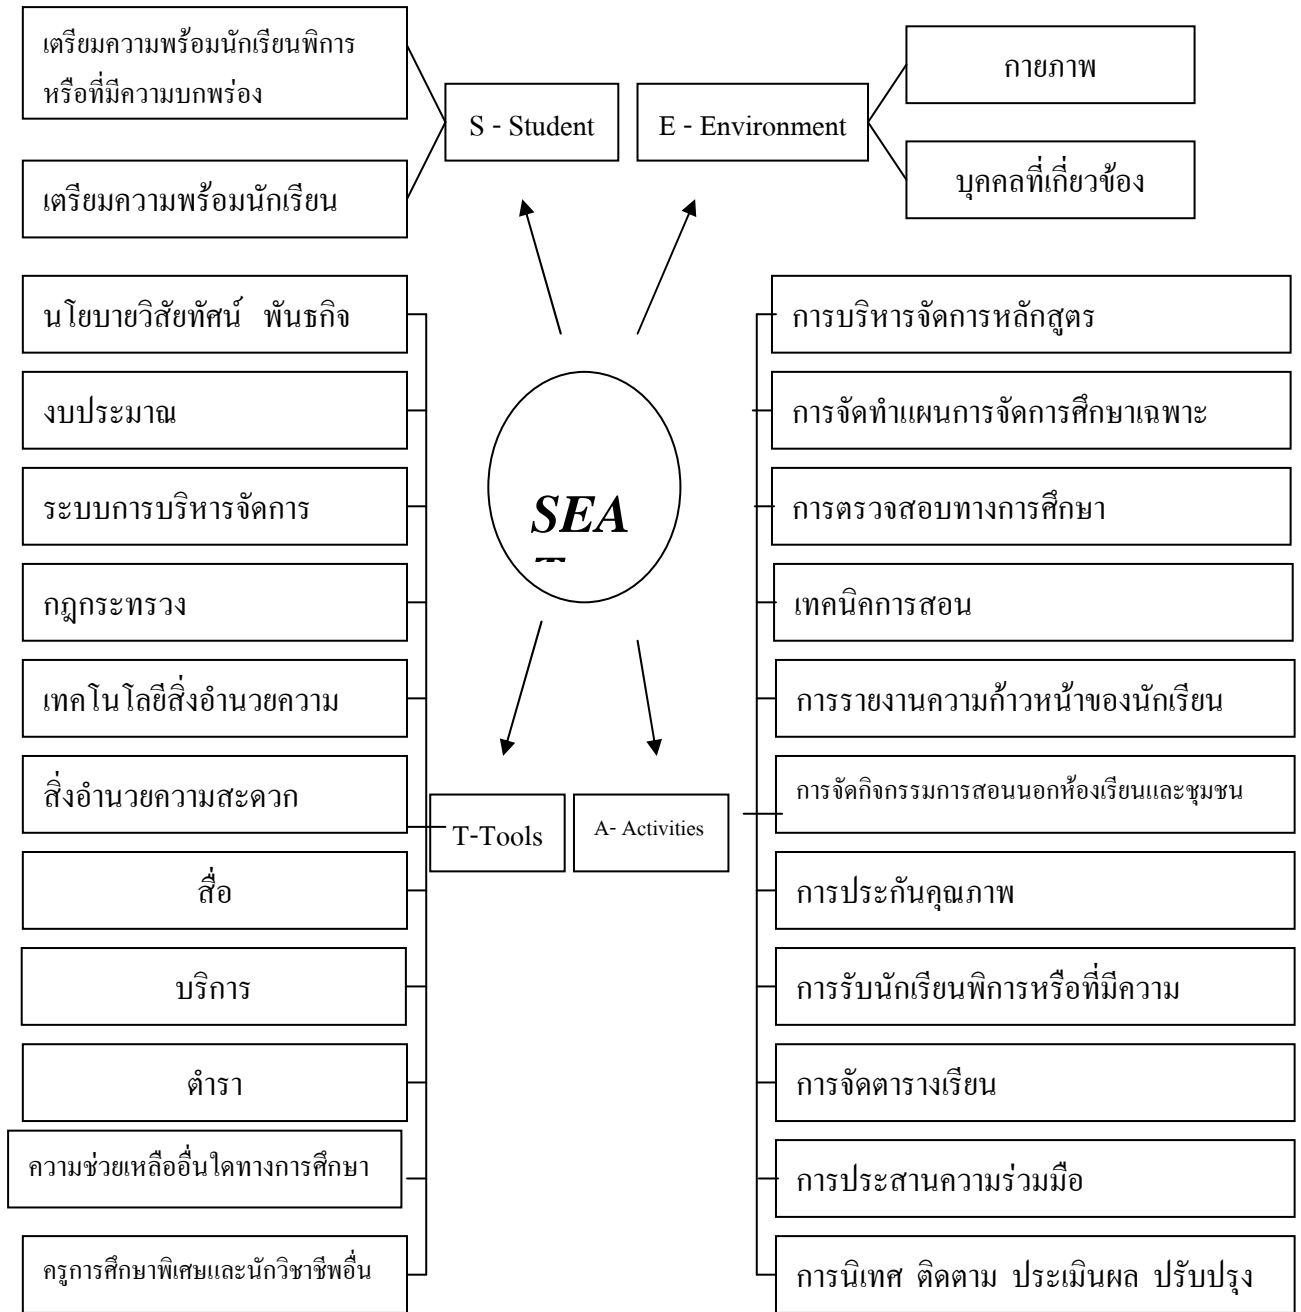 เตรียมความพร้อมนักเรียนพิการ
หรือที่มีความบกพร่อง
เตรียมความพร้อมนักเรียน
S - Student
E - Environment
กายภาพ
บุคคลที่เกี่ยวข้อง
นโยบายวิสัยทัศน์ พันธกิจ
งบประมาณ
ระบบการบริหารจัดการ
กฎกระทรวง
เทคโนโลยีสิ่งอำนวยความ
สิ่งอำนวยความสะดวก
สื่อ
บริการ
ตำรา
ความช่วยเหลืออื่นใดทางการศึกษา
ครูการศึกษาพิเศษและนักวิชาชีพอื่น
SEA
T-Tools
A- Activities
การบริหารจัดการหลักสูตร
การจัดทำแผนการจัดการศึกษาเฉพาะ
การตรวจสอบทางการศึกษา
เทคนิคการสอน
การรายงานความก้าวหน้าของนักเรียน
การจัดกิจกรรมการสอนนอกห้องเรียนและชุมชน
การประกันคุณภาพ
การรับนักเรียนพิการหรือที่มีความ
การจัดตารางเรียน
การประสานความร่วมมือ
การนิเทศ ติดตาม ประเมินผล ปรับปรุง